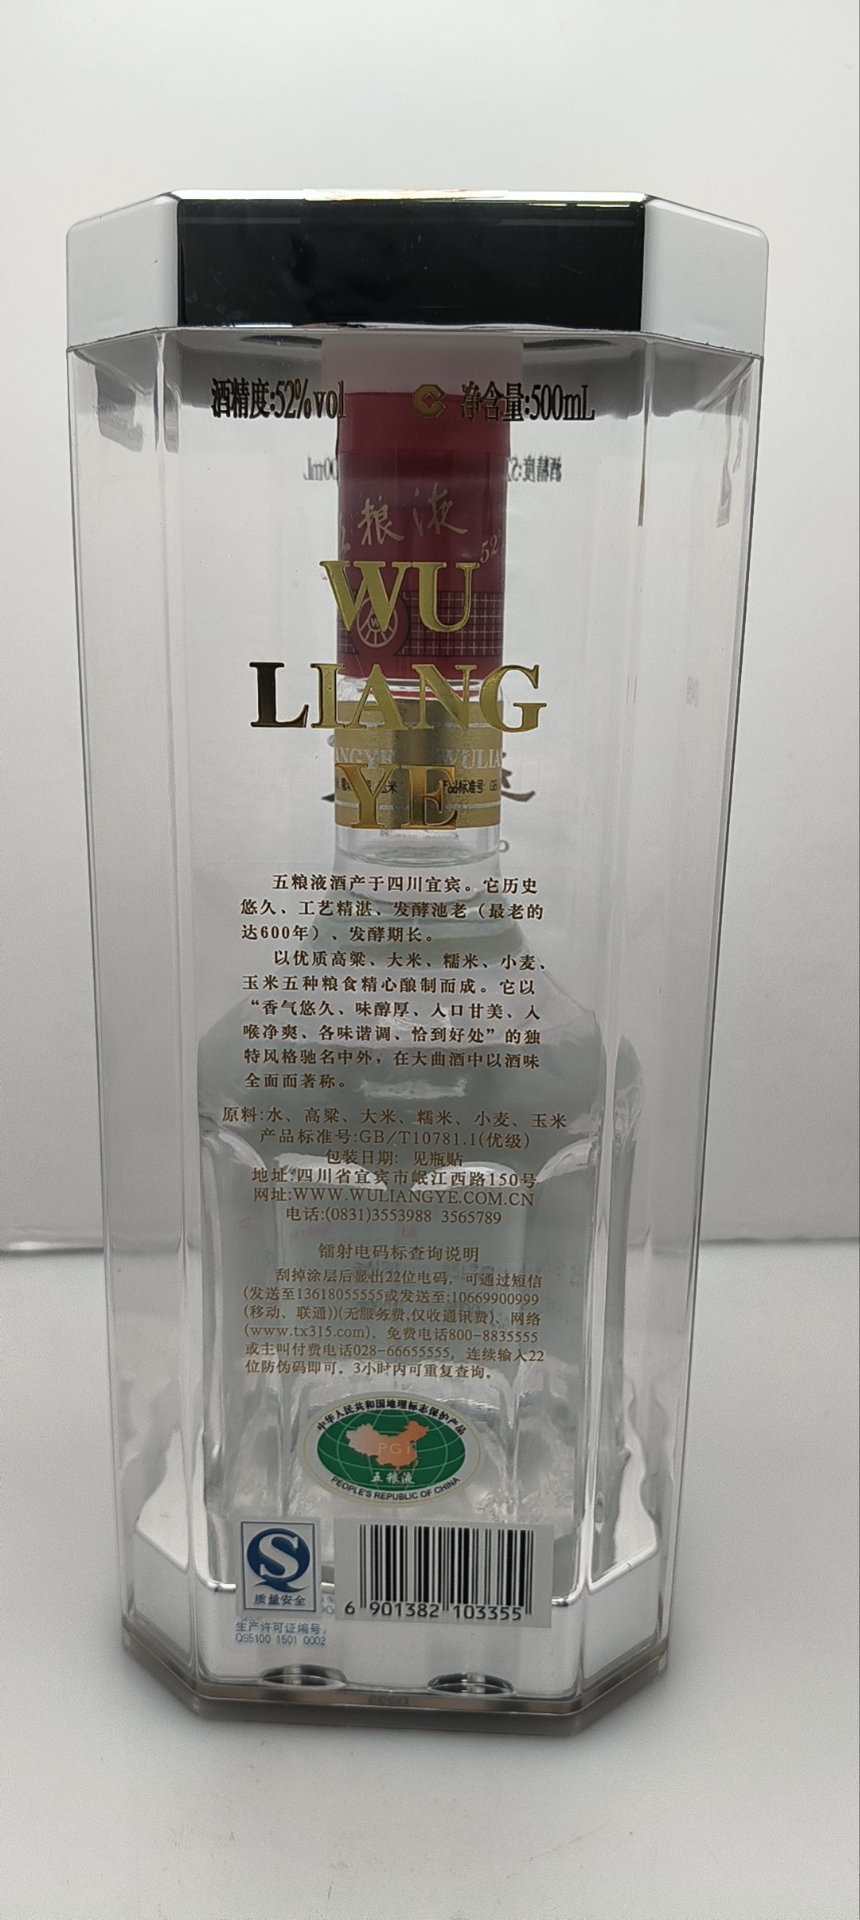 酒精度:52%vol 净含量:500mL
粮液
52
WU
LIANG
YE
五粮液酒产于四川宜宾。它历史
悠久、工艺精湛、发酵池老（最老的
达600年）、发酵期长。
以优质高粱、大米、糯米、小麦、
玉米五种粮食精心酿制而成。它以
“香气悠久、味醇厚、入口甘美、入
喉净爽、各味谐调、恰到好处”的独
特风格驰名中外，在大曲酒中以酒味
全面而著称。
原料:水、高粱、大米、糯米、小麦、玉米
产品标准号:GB/T10781.1(优级)
包装日期: 见瓶贴
地址:四川省宜宾市岷江西路150号
网址:WWW.WULIANGYE.COM.CN
电话:(0831)3553988 3565789
镭射电码标查询说明
刮掉涂层后显出22位电码，可通过短信
(发送至13618055555或发送至:10669900999
(移动、联通))(无服务费,仅收通讯费)、网络
(www.tx315.com)、免费电话800-8835555
或主叫付费电话028-66655555，连续输入22
位防伪码即可。3小时内可重复查询。
中华人民共和国地理标志保护产品
PGI
五粮液
PEOPLE'S REPUBLIC OF CHINA
质量安全
生产许可证编号:
QS5100 1501 0002
6 901382 103355